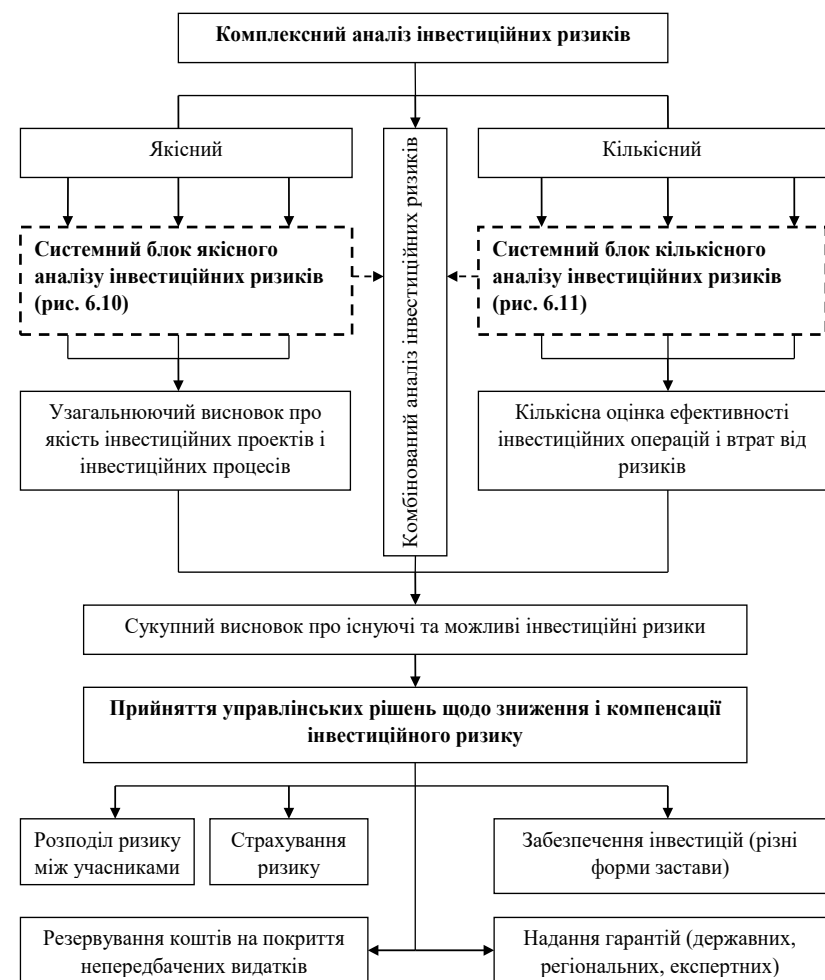 Комплексний аналіз інвестиційних ризиків
Якісний
Кількісний
Комбінований аналіз інвестиційних ризиків
Системний блок якісного
аналізу інвестиційних ризиків
(рис. 6.10)
Системний блок кількісного
аналізу інвестиційних ризиків
(рис. 6.11)
Узагальнюючий висновок про
якість інвестиційних проектів і
інвестиційних процесів
Кількісна оцінка ефективності
інвестиційних операцій і втрат від
ризиків
Сукупний висновок про існуючі та можливі інвестиційні ризики
Прийняття управлінських рішень щодо зниження і компенсації
інвестиційного ризику
Розподіл ризику
між учасниками
Страхування
ризику
Забезпечення інвестицій (різні
форми застави)
Резервування коштів на покриття
непередбачених видатків
Надання гарантій (державних,
регіональних, експертних)